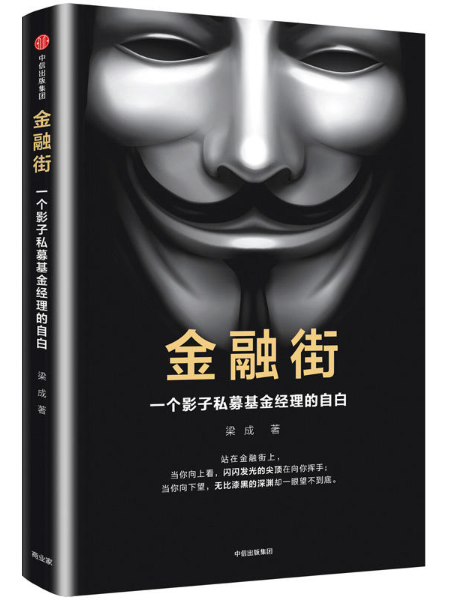 中信出版集团
金融街
一个影子私募基金经理的自白
梁成 著
商业家
金融街
一个影子私募基金经理的自白
梁成 著
站在金融街上，
当你向上看，闪闪发光的尖顶在向你挥手；
当你向下望，无比漆黑的深渊却一眼望不到底。
中信出版集团